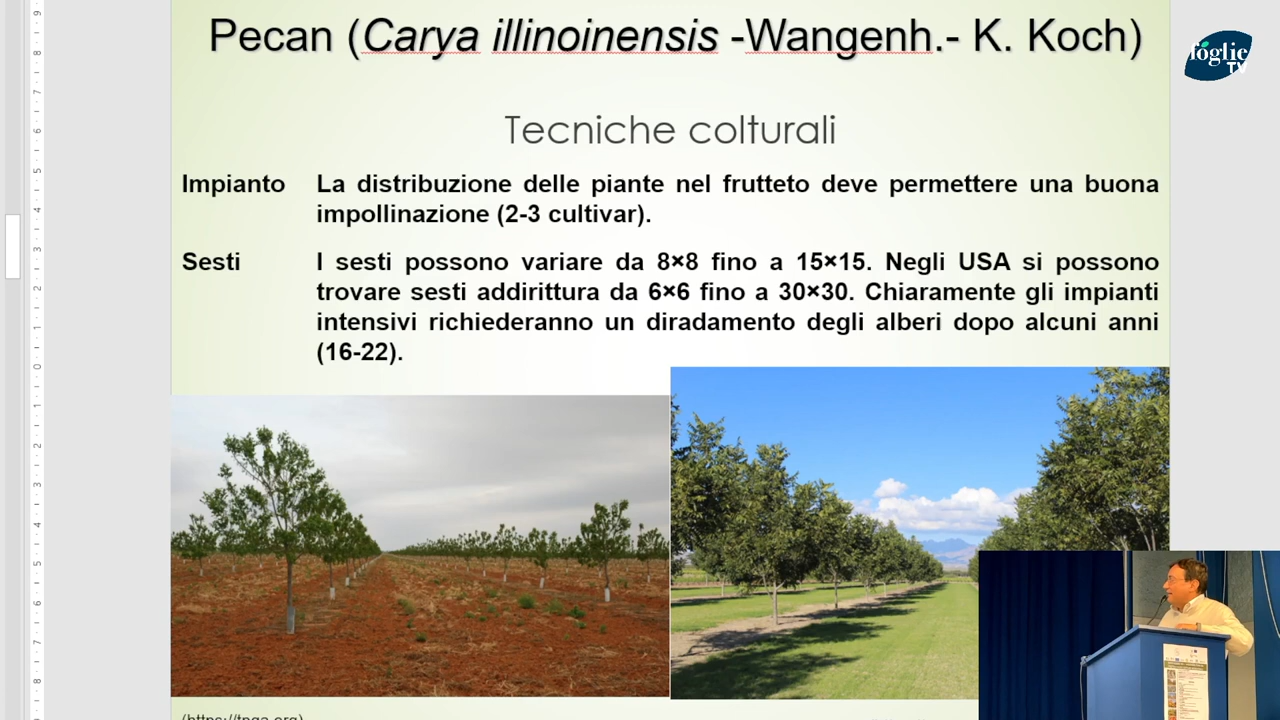 Pecan (Carya illinoinensis -Wangenh.- K. Koch)
foglie
TV
Tecniche colturali
Impianto La distribuzione delle piante nel frutteto deve permettere una buona
impollinazione (2-3 cultivar).
Sesti I sesti possono variare da 8×8 fino a 15×15. Negli USA si possono
trovare sesti addirittura da 6×6 fino a 30×30. Chiaramente gli impianti
intensivi richiederanno un diradamento degli alberi dopo alcuni anni
(16-22).
(https://tpga.org)